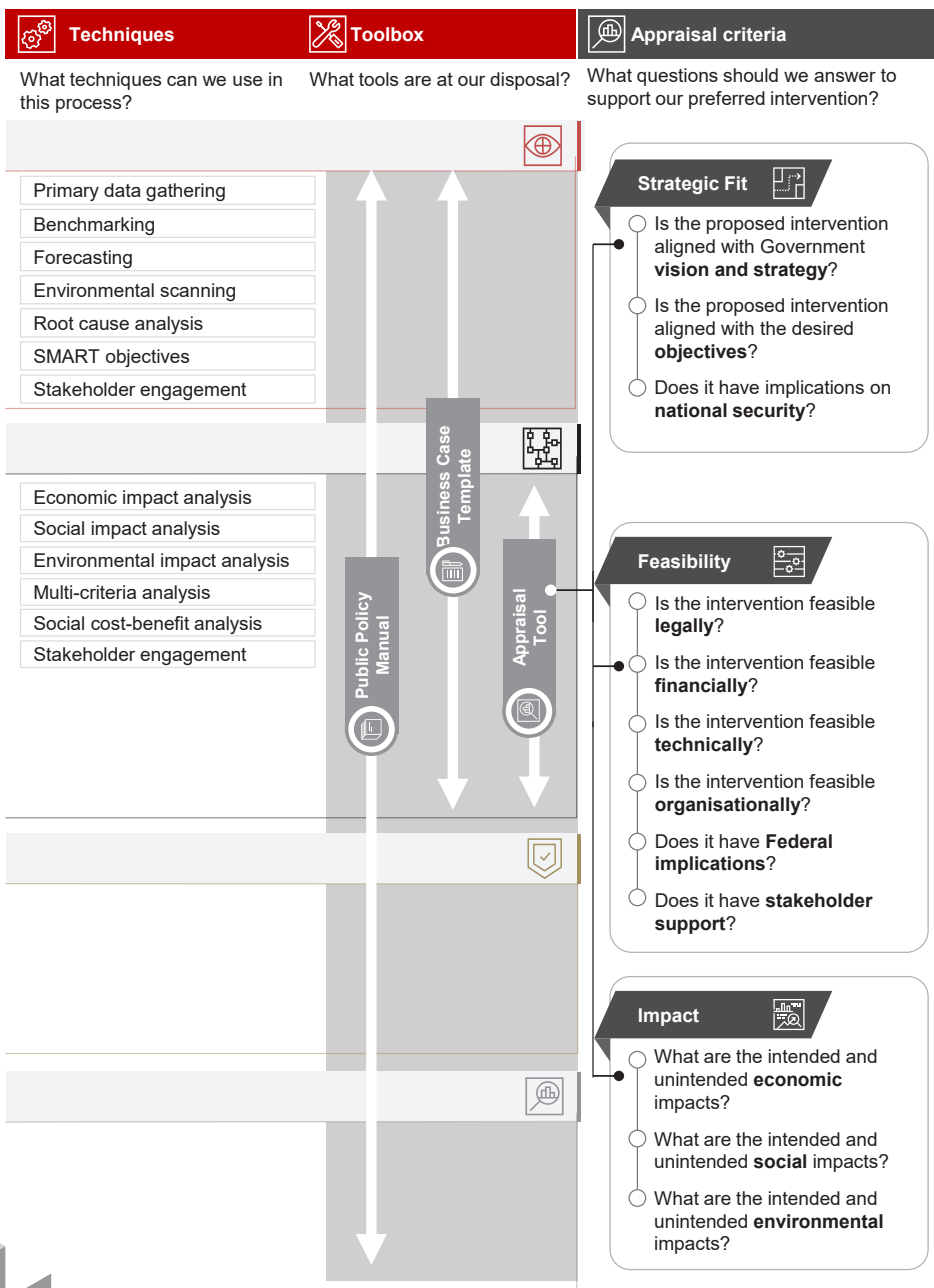 Techniques
Toolbox
Appraisal criteria
What techniques can we use in
this process?
What tools are at our disposal?
What questions should we answer to
support our preferred intervention?
Primary data gathering
Benchmarking
Forecasting
Environmental scanning
Root cause analysis
SMART objectives
Stakeholder engagement
Economic impact analysis
Social impact analysis
Environmental impact analysis
Multi-criteria analysis
Social cost-benefit analysis
Stakeholder engagement
Public Policy
Manual
Business Case
Template
Appraisal
Tool
Strategic Fit
Is the proposed intervention
aligned with Government
vision and strategy?
Is the proposed intervention
aligned with the desired
objectives?
Does it have implications on
national security?
Feasibility
Is the intervention feasible
legally?
Is the intervention feasible
financially?
Is the intervention feasible
technically?
Is the intervention feasible
organisationally?
Does it have Federal
implications?
Does it have stakeholder
support?
Impact
What are the intended and
unintended economic
impacts?
What are the intended and
unintended social impacts?
What are the intended and
unintended environmental
impacts?